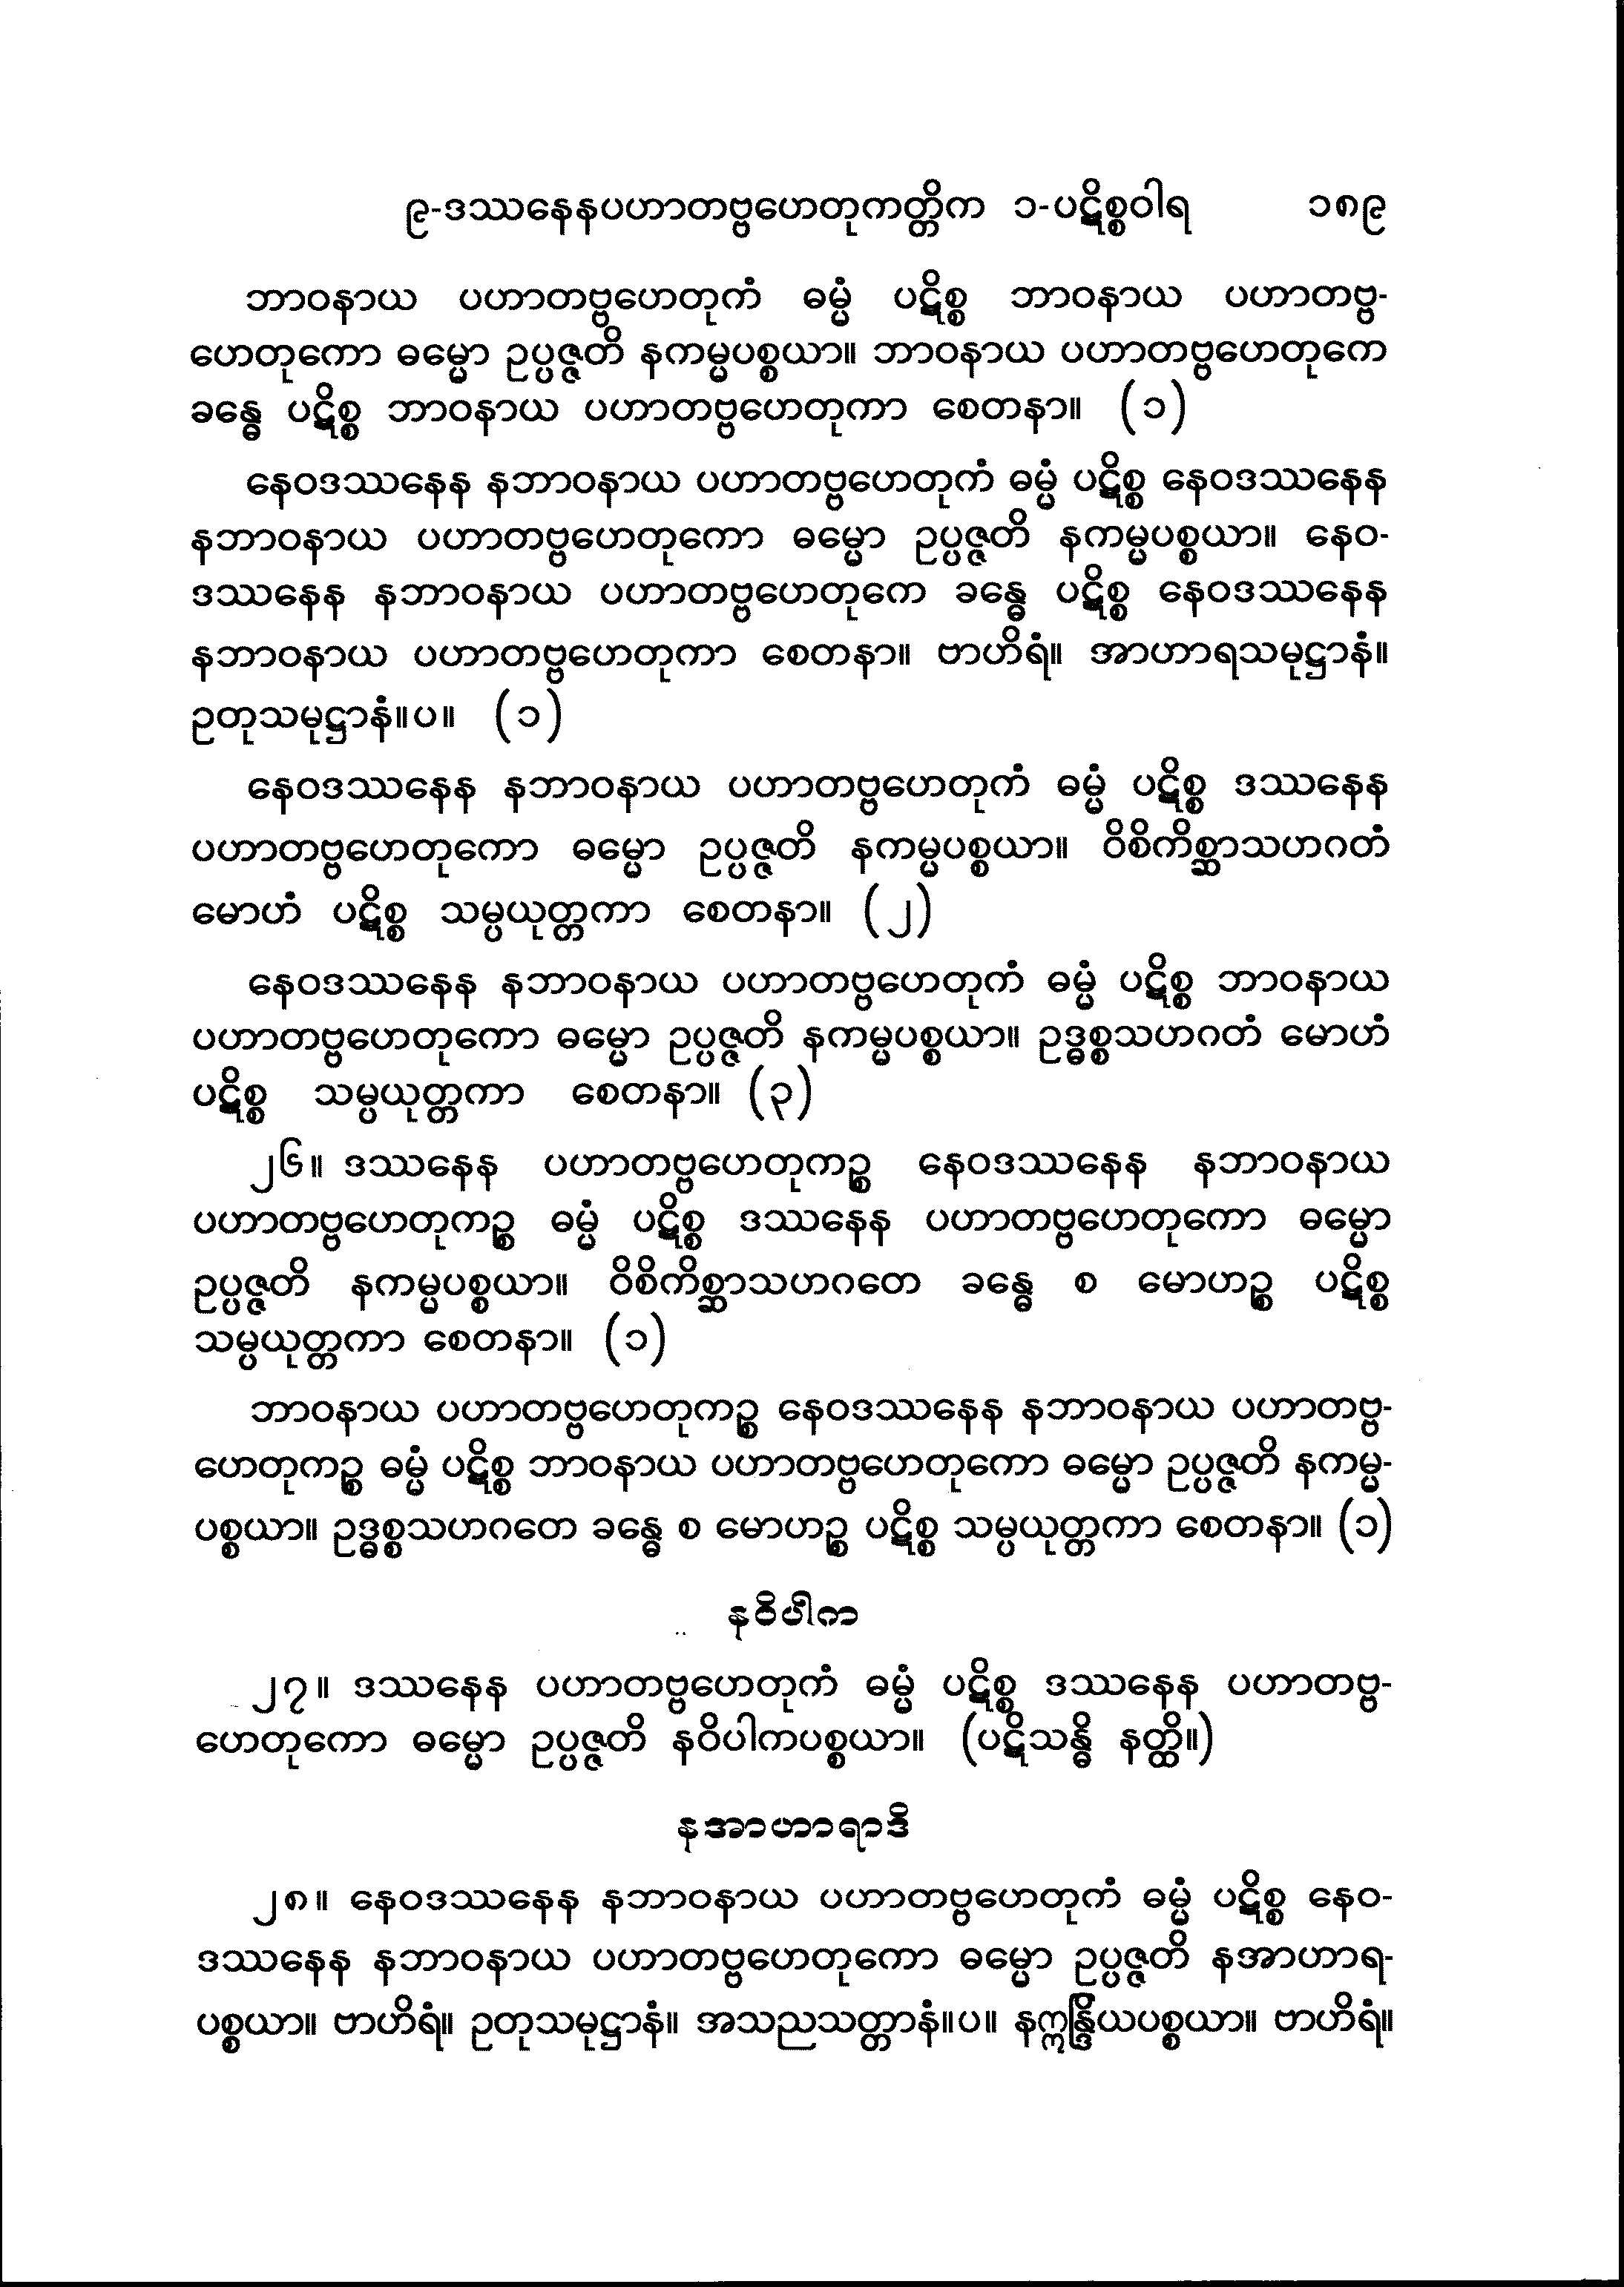 ၉-ဒဿနေနပဟာတဗ္ဗဟေတုကတ္တိက ၁-ပဋိစ္စဝါရ ၁၈၉
ဘာဝနာယ ပဟာတဗ္ဗဟေတုကံ ဓမ္မံ ပဋိစ္စ ဘာဝနာယ ပဟာတဗ္ဗ-
ဟေတုကော ဓမ္မော ဥပ္ပဇ္ဇတိ နကမ္မပစ္စယာ။ ဘာဝနာယ ပဟာတဗ္ဗဟေတုကေ
ခန္ဓေ ပဋိစ္စ ဘာဝနာယ ပဟာတဗ္ဗဟေတုကာ စေတနာ။ (၁)
နေဝဒဿနေန နဘာဝနာယ ပဟာတဗ္ဗဟေတုကံ ဓမ္မံ ပဋိစ္စ နေဝဒဿနေန
နဘာဝနာယ ပဟာတဗ္ဗဟေတုကော ဓမ္မော ဥပ္ပဇ္ဇတိ နကမ္မပစ္စယာ။ နေဝ-
ဒဿနေန နဘာဝနာယ ပဟာတဗ္ဗဟေတုကေ ခန္ဓေ ပဋိစ္စ နေဝဒဿနေန
နဘာဝနာယ ပဟာတဗ္ဗဟေတုကာ စေတနာ။ ဗာဟိရံ။ အာဟာရသမုဋ္ဌာနံ။
ဥတုသမုဋ္ဌာနံ။ပ။ (၁)
နေဝဒဿနေန နဘာဝနာယ ပဟာတဗ္ဗဟေတုကံ ဓမ္မံ ပဋိစ္စ ဒဿနေန
ပဟာတဗ္ဗဟေတုကော ဓမ္မော ဥပ္ပဇ္ဇတိ နကမ္မပစ္စယာ။ ဝိစိကိစ္ဆာသဟဂတံ
မောဟံ ပဋိစ္စ သမ္ပယုတ္တကာ စေတနာ။ (၂)
နေဝဒဿနေန နဘာဝနာယ ပဟာတဗ္ဗဟေတုကံ ဓမ္မံ ပဋိစ္စ ဘာဝနာယ
ပဟာတဗ္ဗဟေတုကော ဓမ္မော ဥပ္ပဇ္ဇတိ နကမ္မပစ္စယာ။ ဥဒ္ဓစ္စသဟဂတံ မောဟံ
ပဋိစ္စ သမ္ပယုတ္တကာ စေတနာ။ (၃)
၂၆။ ဒဿနေန ပဟာတဗ္ဗဟေတုကဉ္စ နေဝဒဿနေန နဘာဝနာယ
ပဟာတဗ္ဗဟေတုကဉ္စ ဓမ္မံ ပဋိစ္စ ဒဿနေန ပဟာတဗ္ဗဟေတုကော ဓမ္မော
ဥပ္ပဇ္ဇတိ နကမ္မပစ္စယာ။ ဝိစိကိစ္ဆာသဟဂတေ ခန္ဓေ စ မောဟဉ္စ ပဋိစ္စ
သမ္ပယုတ္တကာ စေတနာ။ (၁)
ဘာဝနာယ ပဟာတဗ္ဗဟေတုကဉ္စ နေဝဒဿနေန နဘာဝနာယ ပဟာတဗ္ဗ-
ဟေတုကဉ္စ ဓမ္မံ ပဋိစ္စ ဘာဝနာယ ပဟာတဗ္ဗဟေတုကော ဓမ္မော ဥပ္ပဇ္ဇတိ နကမ္မ-
ပစ္စယာ။ ဥဒ္ဓစ္စသဟဂတေ ခန္ဓေ စ မောဟဉ္စ ပဋိစ္စ သမ္ပယုတ္တကာ စေတနာ။ (၁)
နဝိပါက
၂၇။ ဒဿနေန ပဟာတဗ္ဗဟေတုကံ ဓမ္မံ ပဋိစ္စ ဒဿနေန ပဟာတဗ္ဗ-
ဟေတုကော ဓမ္မော ဥပ္ပဇ္ဇတိ နဝိပါကပစ္စယာ။ (ပဋိသန္ဓိ နတ္ထိ။)
နအာဟာရာဒိ
၂၈။ နေဝဒဿနေန နဘာဝနာယ ပဟာတဗ္ဗဟေတုကံ ဓမ္မံ ပဋိစ္စ နေဝ-
ဒဿနေန နဘာဝနာယ ပဟာတဗ္ဗဟေတုကော ဓမ္မော ဥပ္ပဇ္ဇတိ နအာဟာရ-
ပစ္စယာ။ ဗာဟိရံ။ ဥတုသမုဋ္ဌာနံ။ အသညသတ္တာနံ။ပ။ နဣန္ဒြိယပစ္စယာ။ ဗာဟိရံ။